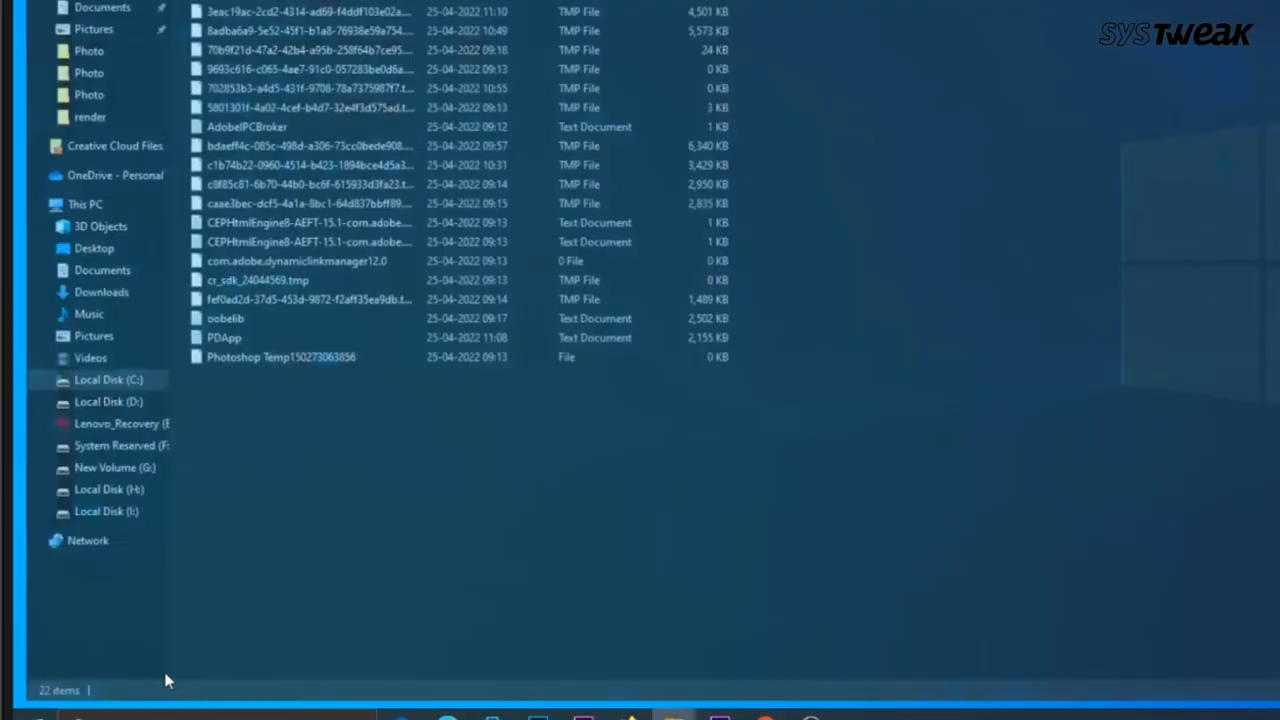 SYSTWEAK
Documents
Pictures
Photo
Photo
Photo
render
Creative Cloud Files
OneDrive - Personal
This PC
3D Objects
Desktop
Documents
Downloads
Music
Pictures
Videos
Local Disk (C:)
Local Disk (D:)
Lenovo_Recovery (E
System Reserved (F:
New Volume (G:)
Local Disk (H:)
Local Disk (I:)
Network
3eac19ac-2cd2-4314-ad69-f4ddf103e02a.... 25-04-2022 11:10 TMP File 4,501 KB
8adba6a9-5e52-45f1-b1a8-76938e59a754.... 25-04-2022 10:49 TMP File 5,573 KB
70b9f21d-47a2-42b4-a95b-258f64b7ce95.... 25-04-2022 09:18 TMP File 24 KB
9693c616-c065-4ae7-91c0-057283be0d6a.... 25-04-2022 09:13 TMP File 0 KB
702853b3-a4d5-431f-9708-78a7375987f7.t... 25-04-2022 10:55 TMP File 0 KB
5801301f-4a02-4cef-b4d7-32e4f3d575ad.t... 25-04-2022 09:13 TMP File 3 KB
AdobeIPCBroker 25-04-2022 09:12 Text Document 1 KB
bdaeff4c-085c-498d-a306-73cc0bede908.... 25-04-2022 09:57 TMP File 6,340 KB
c1b74b22-0960-4514-b423-1894bce4d5a3.... 25-04-2022 10:31 TMP File 3,429 KB
c8f85c81-6b70-44b0-bc6f-615933d3fa23.t... 25-04-2022 09:14 TMP File 2,950 KB
caae3bec-dcf5-4a1a-8bc1-64d837bbff89.... 25-04-2022 09:15 TMP File 2,835 KB
CEPHtmlEngine8-AEFT-15.1-com.adobe.... 25-04-2022 09:13 Text Document 1 KB
CEPHtmlEngine8-AEFT-15.1-com.adobe.... 25-04-2022 09:13 Text Document 1 KB
com.adobe.dynamiclinkmanager12.0 25-04-2022 09:13 0 File 0 KB
cr_sdk_24044569.tmp 25-04-2022 09:13 TMP File 0 KB
fef0ad2d-37d5-453d-9872-f2aff35ea9db.t... 25-04-2022 09:14 TMP File 1,489 KB
oobelib 25-04-2022 09:17 Text Document 2,502 KB
PDApp 25-04-2022 11:08 Text Document 2,155 KB
Photoshop Temp150273063856 25-04-2022 09:13 File 0 KB
22 items